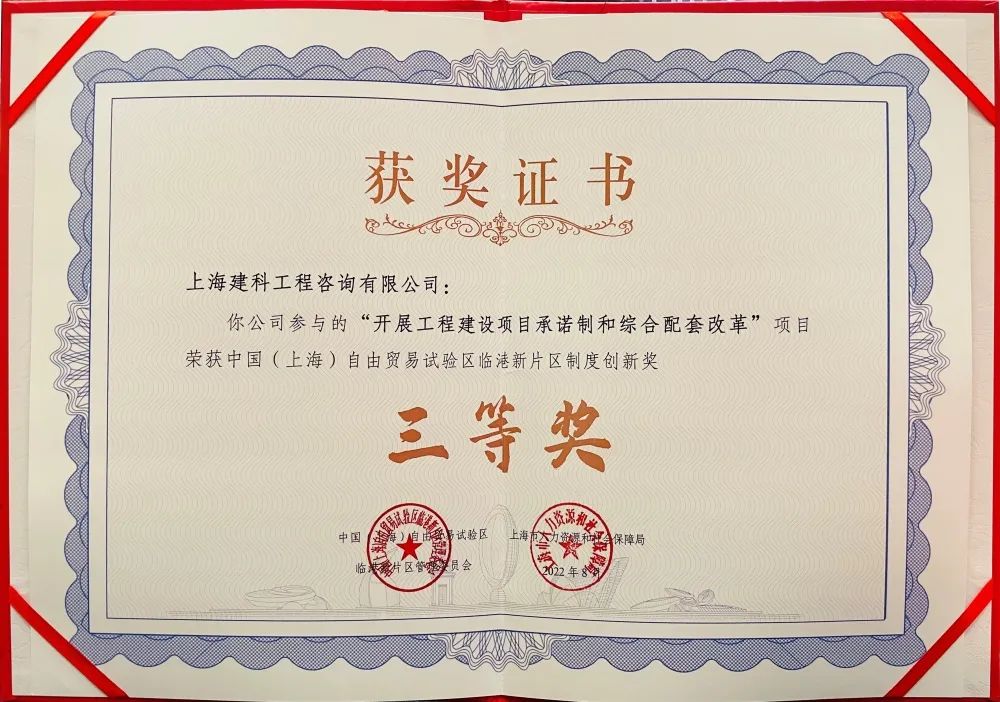 获奖证书
上海建科工程咨询有限公司：
你公司参与的“开展工程建设项目承诺制和综合配套改革”项目
荣获中国（上海）自由贸易试验区临港新片区制度创新奖
三等奖
中国（上海）自由贸易试验区
临港新片区管理委员会
上海市人力资源和社会保障局
2022年8月